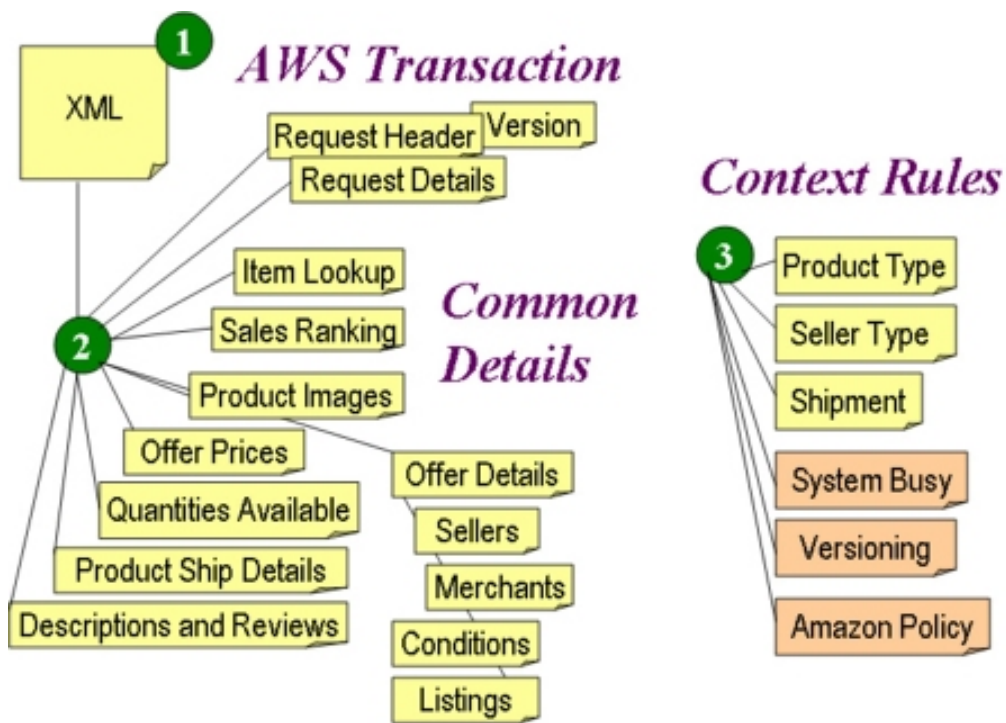 1
AWS Transaction
XML
Version
Request Header
Request Details
Context Rules
3
Product Type
Item Lookup
Common
Details
Sales Ranking
Seller Type
2
Product Images
Shipment
Offer Prices
Offer Details
System Busy
Quantities Available
Sellers
Versioning
Product Ship Details
Merchants
Descriptions and Reviews
Conditions
Amazon Policy
Listings